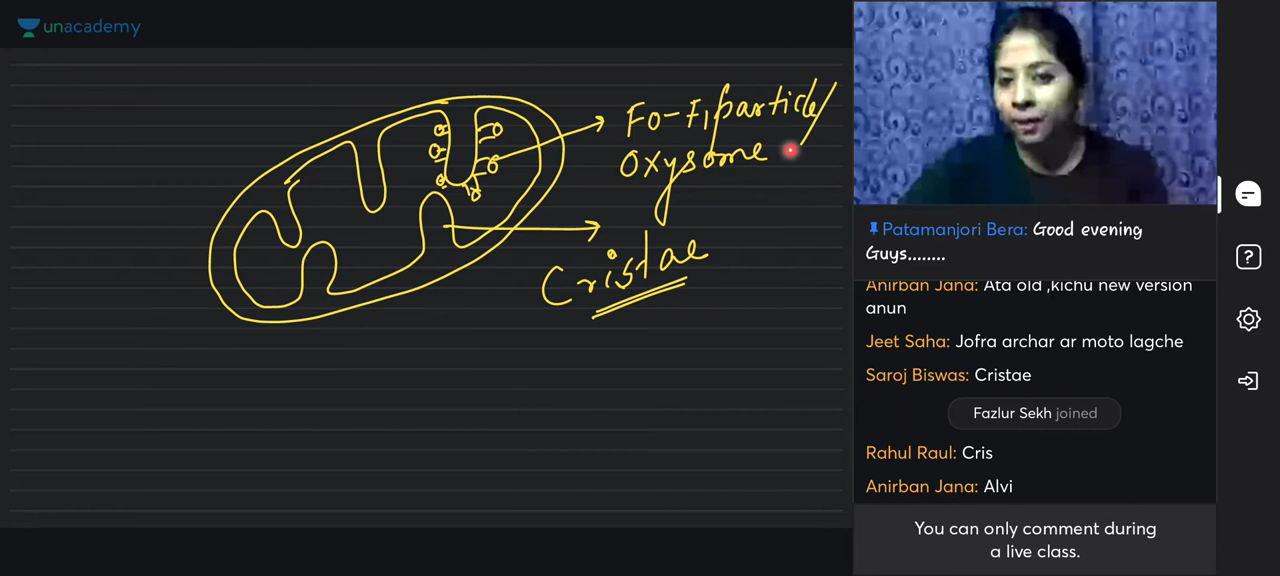 unacademy
F0-F1 particle/
oxysome
Cristae
Patamanjori Bera: Good evening
Guys........
Anirban Jana: Ata old ,kichu new version
anun
Jeet Saha: Jofra archar ar moto lagche
Saroj Biswas: Cristae
Fazlur Sekh joined
Rahul Raul: Cris
Anirban Jana: Alvi
You can only comment during
a live class.
?